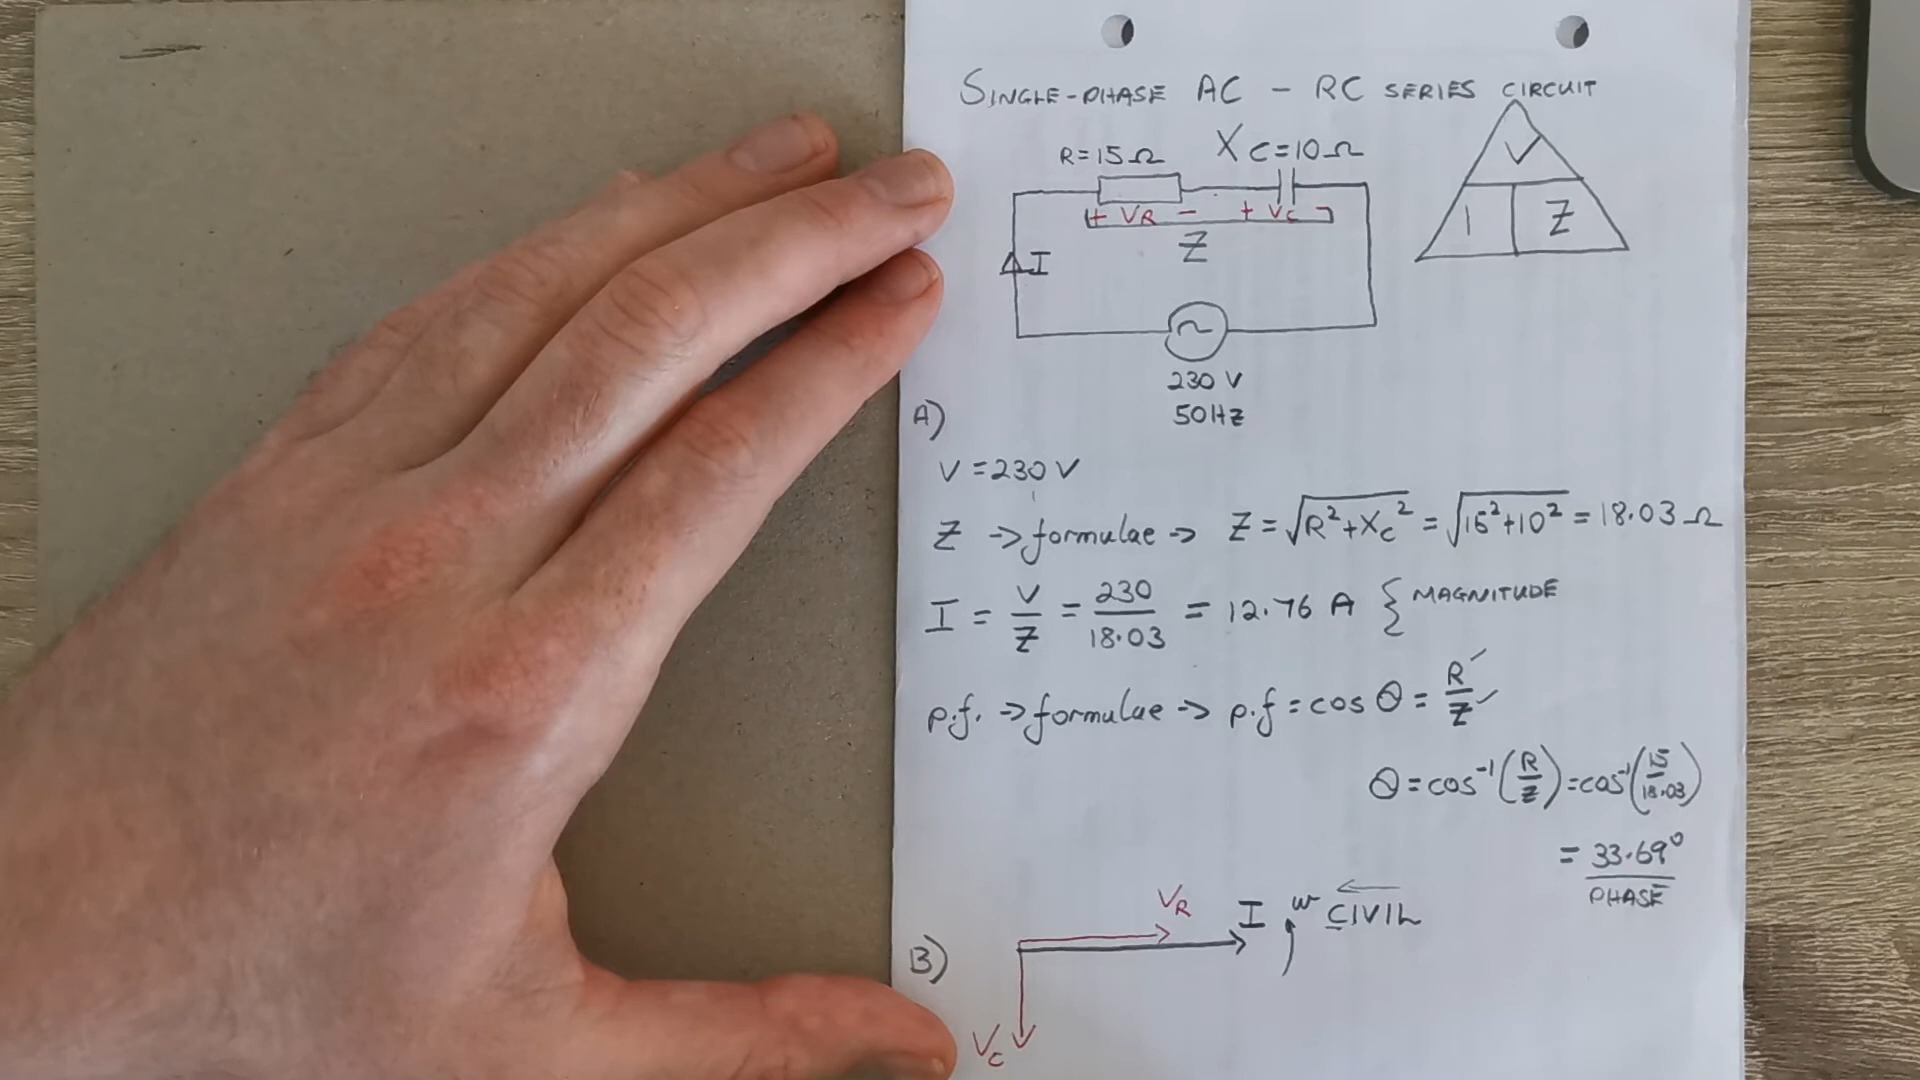 SINGLE-PHASE AC - RC SERIES CIRCUIT
R=15Ω XC=10Ω
V
I Z
+ VR - + VC -
Z
I
230 V
50HZ
A)
V = 230 V
Z -> formulae -> Z = √R²+Xc² = √15²+10² = 18.03 Ω
I = V/Z = 230/18.03 = 12.76 A { MAGNITUDE
p.f. -> formulae -> p.f = cos θ = R/Z
θ = cos⁻¹(R/Z) = cos⁻¹(15/18.03)
= 33.69°
PHASE
VR I w CIVIL
B)
VC